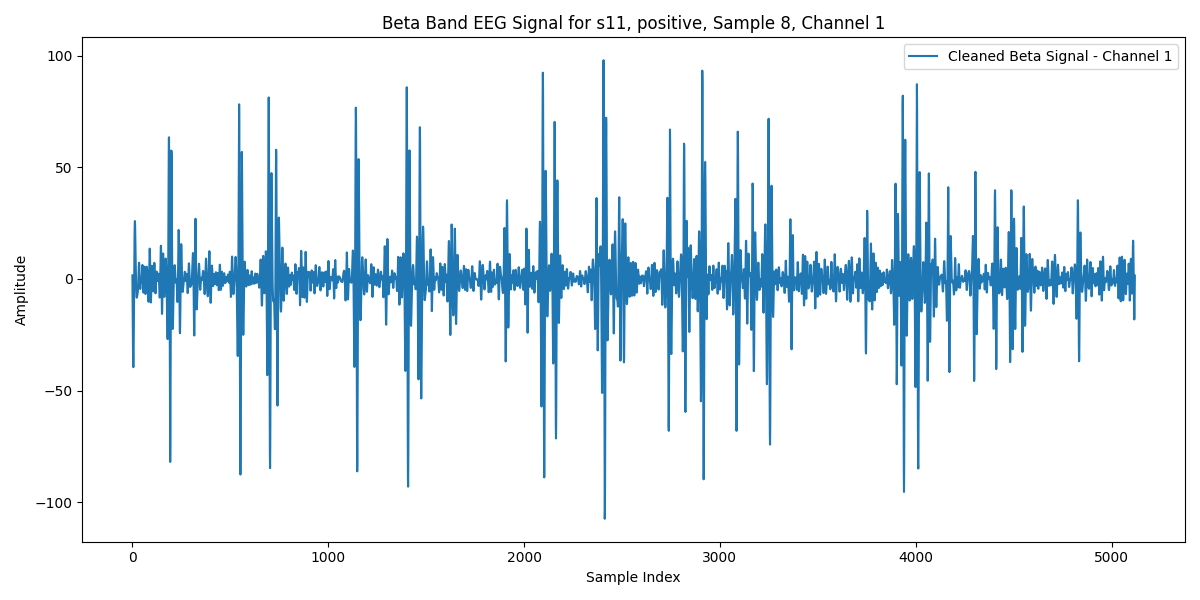 Beta Band EEG Signal for s11, positive, Sample 8, Channel 1
Cleaned Beta Signal - Channel 1
100
50
0
−50
−100
Amplitude
0 1000 2000 3000 4000 5000
Sample Index